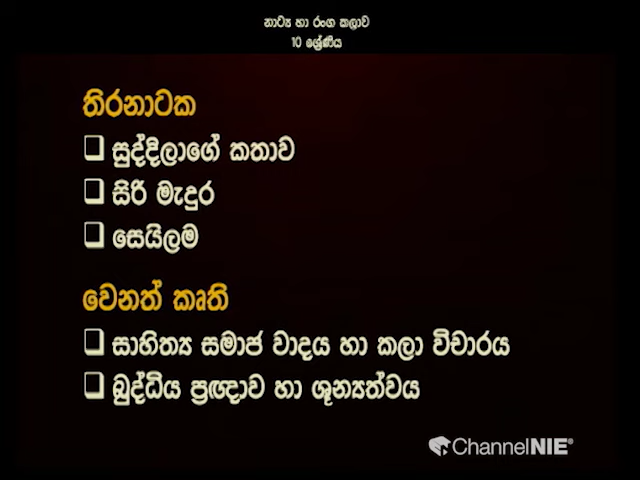 නාට්‍ය හා රංග කලාව
10 ශ්‍රේණිය
තිරනාටක
සුද්දිලාගේ කතාව
සිරි මැදුර
සෙයිලම
වෙනත් කෘති
සාහිත්‍ය සමාජ වාදය හා කලා විචාරය
බුද්ධිය ප්‍රඥාව හා ශූන්‍යත්වය
ChannelNIE®